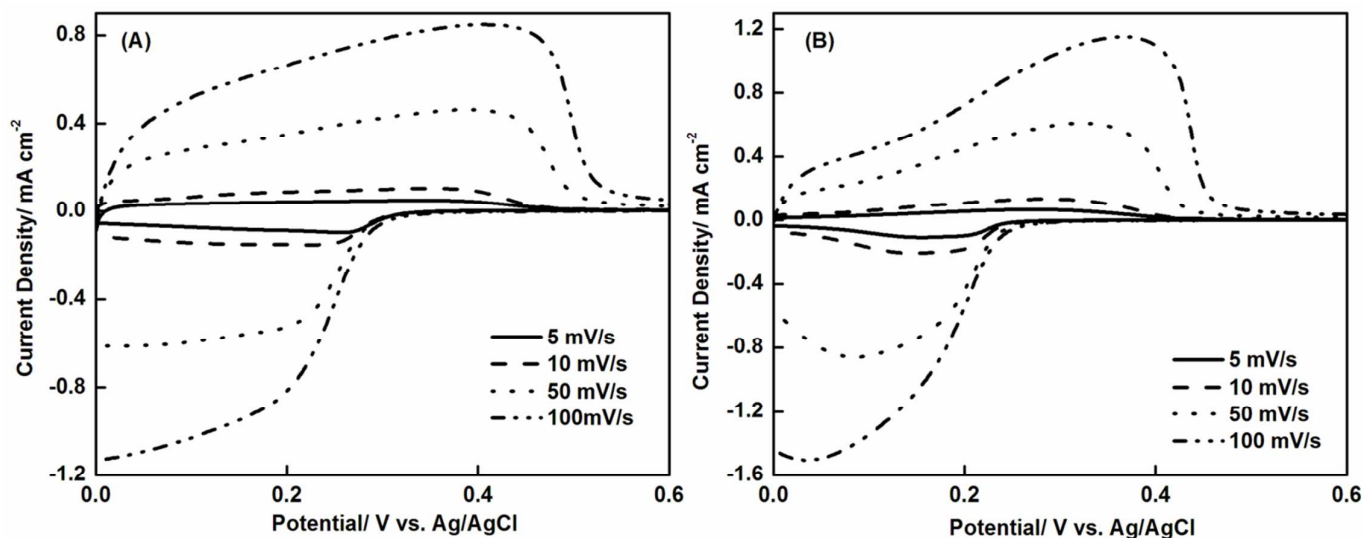 (A)
0.8
0.4
0.0
-0.4
-0.8
-1.2
Current Density/ mA cm-2
5 mV/s
10 mV/s
50 mV/s
100mV/s
0.0 0.2 0.4 0.6
Potential/ V vs. Ag/AgCl
(B)
1.2
0.8
0.4
0.0
-0.4
-0.8
-1.2
-1.6
Current Density/ mA cm-2
5 mV/s
10 mV/s
50 mV/s
100 mV/s
0.0 0.2 0.4 0.6
Potential/ V vs. Ag/AgCl